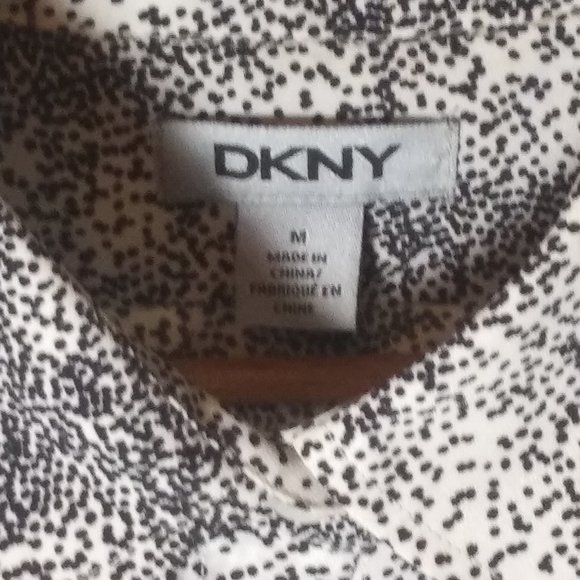 DKNY
M
MADE IN
CHINA/
FABRIQUÉ EN
CHINE